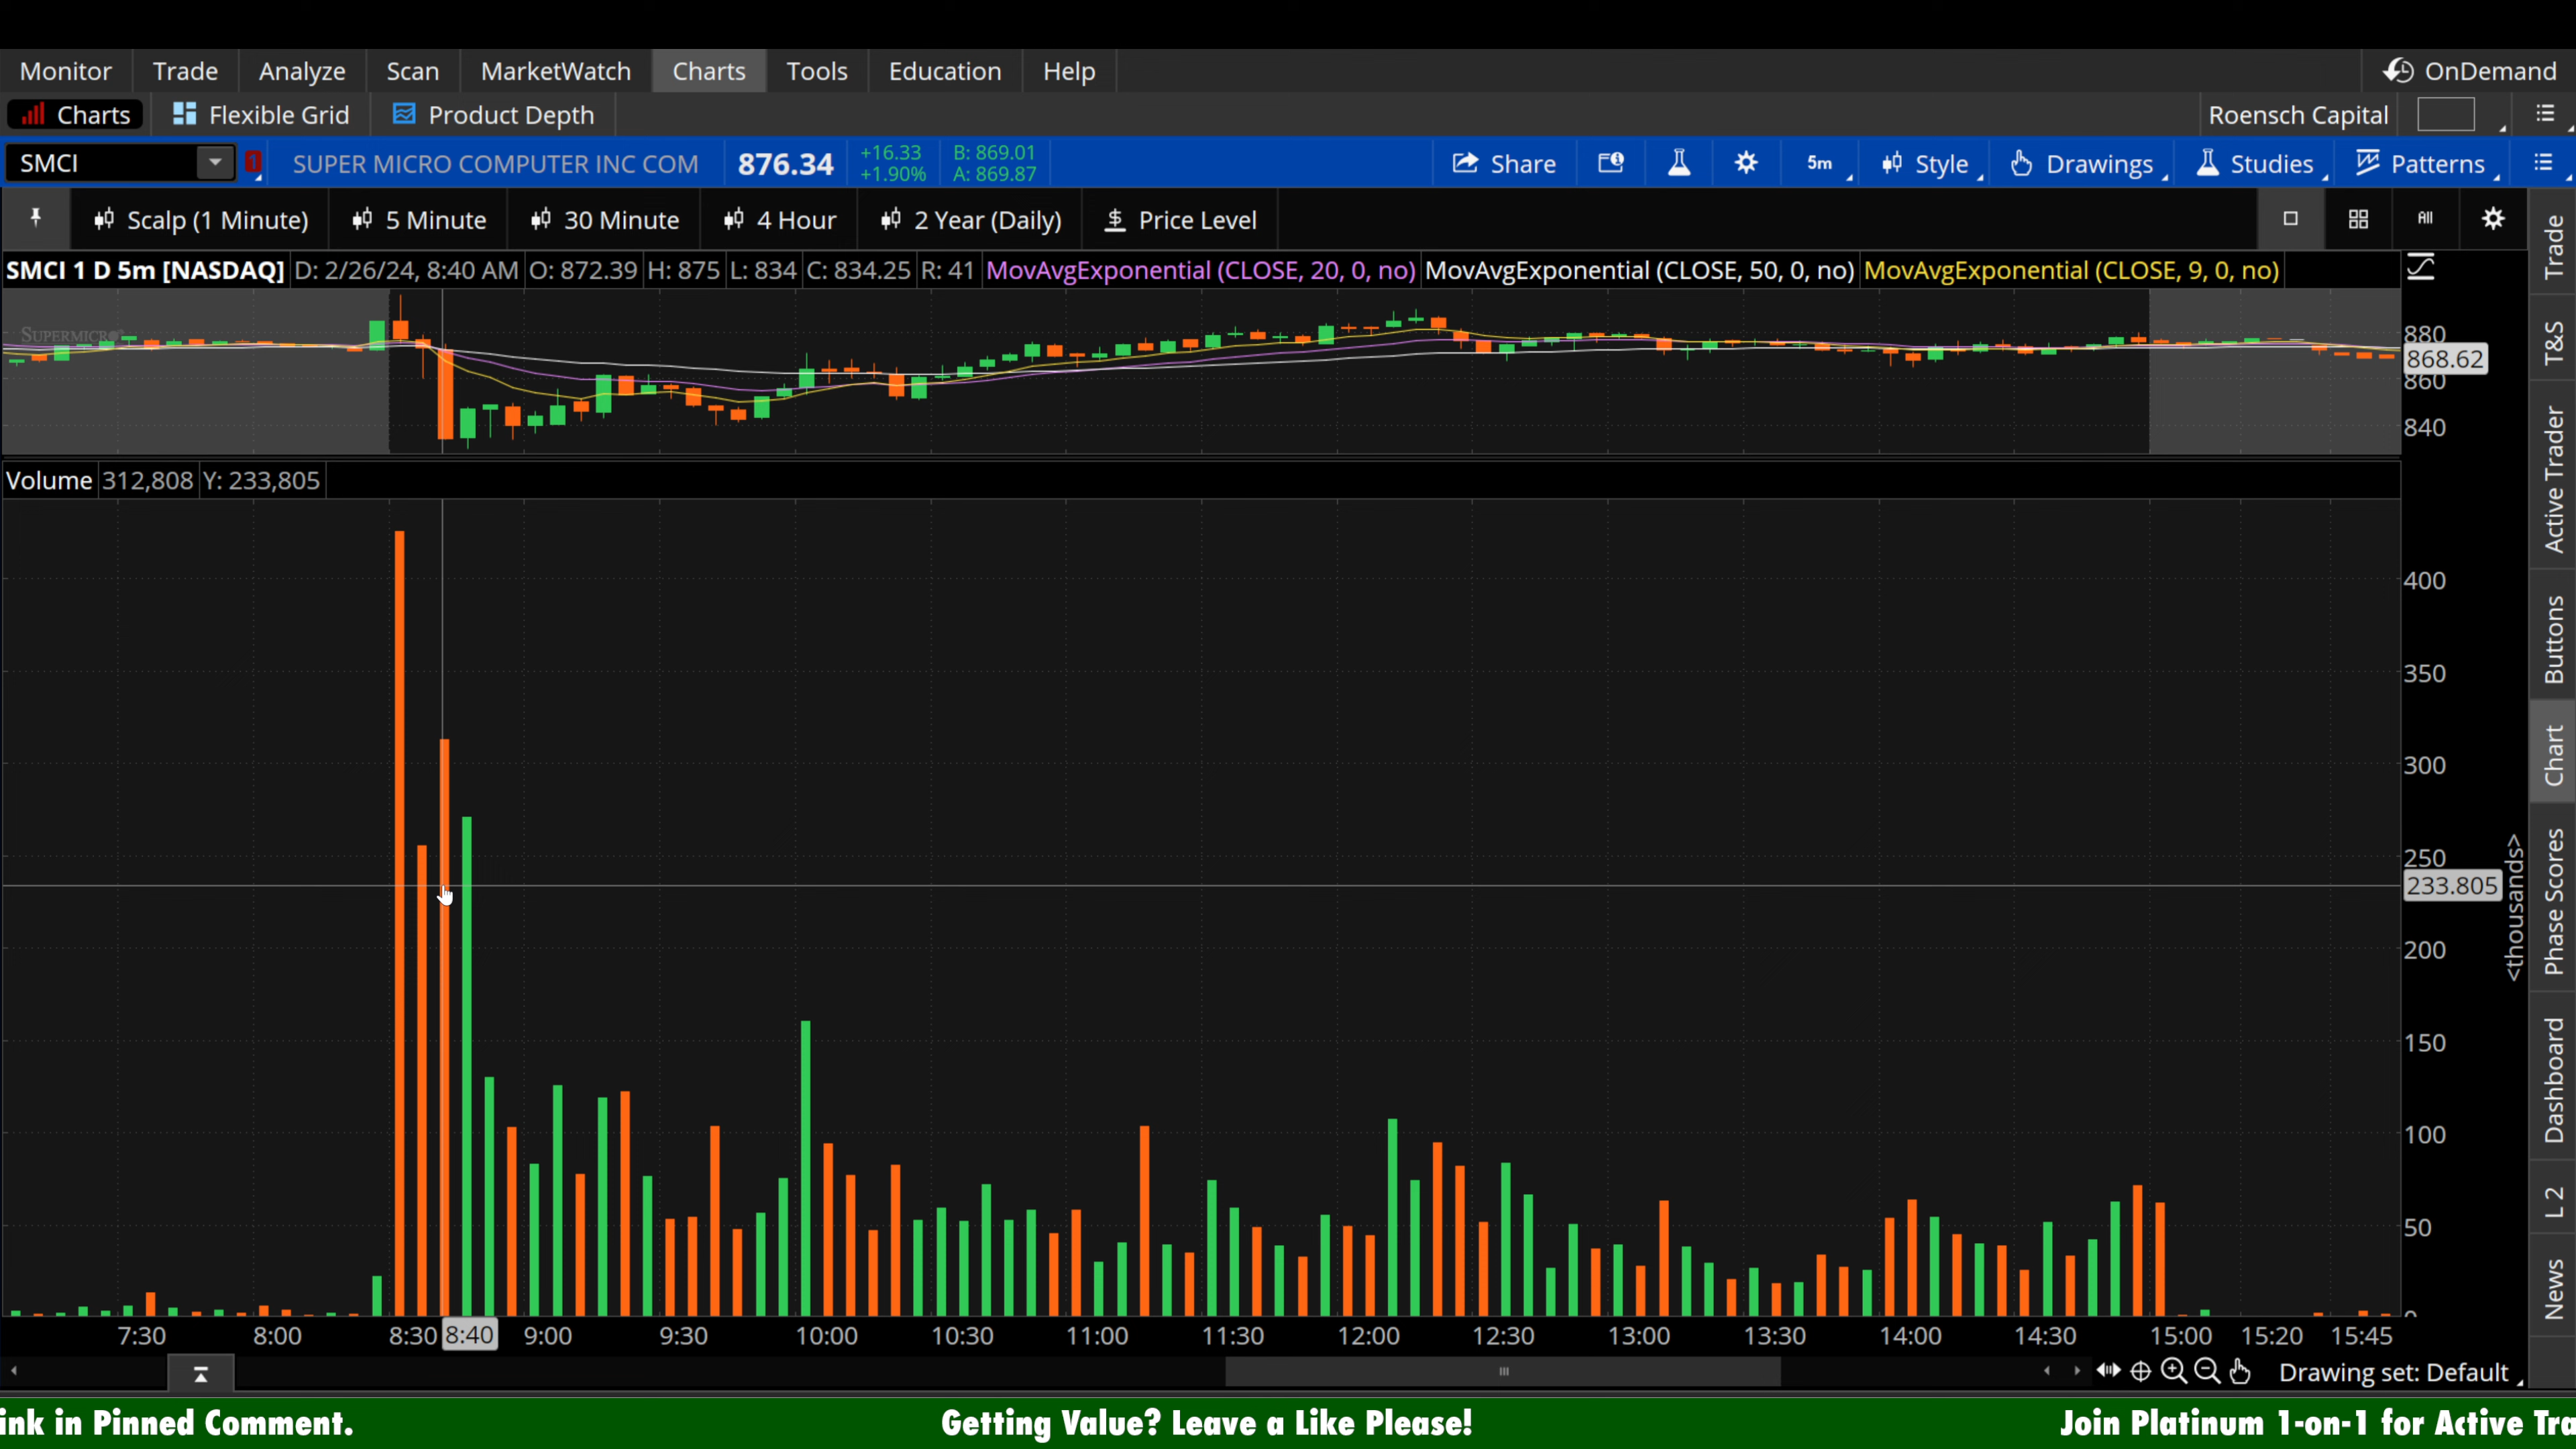 Monitor Trade Analyze Scan MarketWatch Charts Tools Education Help OnDemand
Charts Flexible Grid Product Depth Roensch Capital
SMCI 1 SUPER MICRO COMPUTER INC COM 876.34 +16.33 B: 869.01 Share 5m Style Drawings Studies Patterns
+1.90% A: 869.87
Scalp (1 Minute) 5 Minute 30 Minute 4 Hour 2 Year (Daily) $ Price Level All
SMCI 1 D 5m [NASDAQ] D: 2/26/24, 8:40 AM O: 872.39 H: 875 L: 834 C: 834.25 R: 41 MovAvgExponential (CLOSE, 20, 0, no) MovAvgExponential (CLOSE, 50, 0, no) MovAvgExponential (CLOSE, 9, 0, no)
SUPERMICRO
880
868.62
860
840
Volume 312,808 Y: 233,805
400
350
300
250
233.805
200
150
100
50
0
<thousands>
7:30 8:00 8:30 8:40 9:00 9:30 10:00 10:30 11:00 11:30 12:00 12:30 13:00 13:30 14:00 14:30 15:00 15:20 15:45
Drawing set: Default
Trade
T&S
Active Trader
Buttons
Chart
Phase Scores
Dashboard
L 2
News
ink in Pinned Comment. Getting Value? Leave a Like Please! Join Platinum 1-on-1 for Active Tra